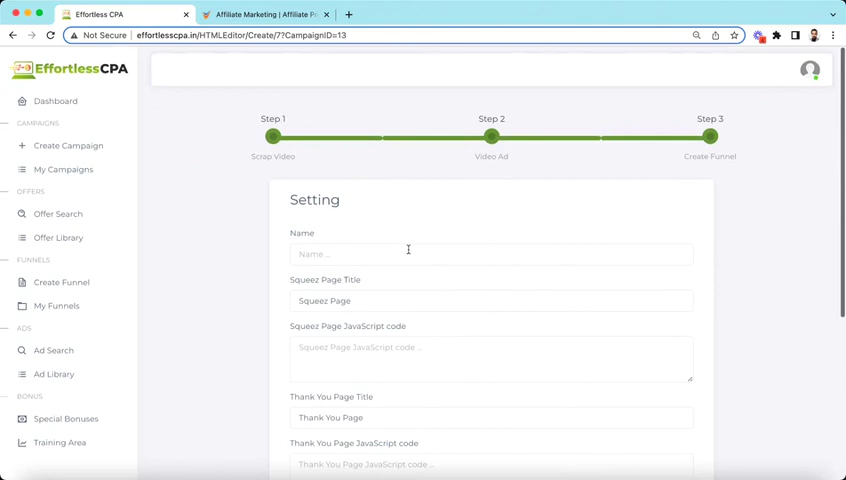 Effortless CPA
Affiliate Marketing | Affiliate Pr
Not Secure | effortlesscpa.in/HTMLEditor/Create/7?CampaignID=13
EffortlessCPA
Dashboard
CAMPAIGNS
Create Campaign
My Campaigns
OFFERS
Offer Search
Offer Library
FUNNELS
Create Funnel
My Funnels
ADS
Ad Search
Ad Library
BONUS
Special Bonuses
Training Area
Step 1
Step 2
Step 3
Scrap Video
Video Ad
Create Funnel
Setting
Name
Name ...
Squeez Page Title
Squeez Page
Squeez Page JavaScript code
Squeez Page JavaScript code ...
Thank You Page Title
Thank You Page
Thank You Page JavaScript code
Thank You Page JavaScript code ...